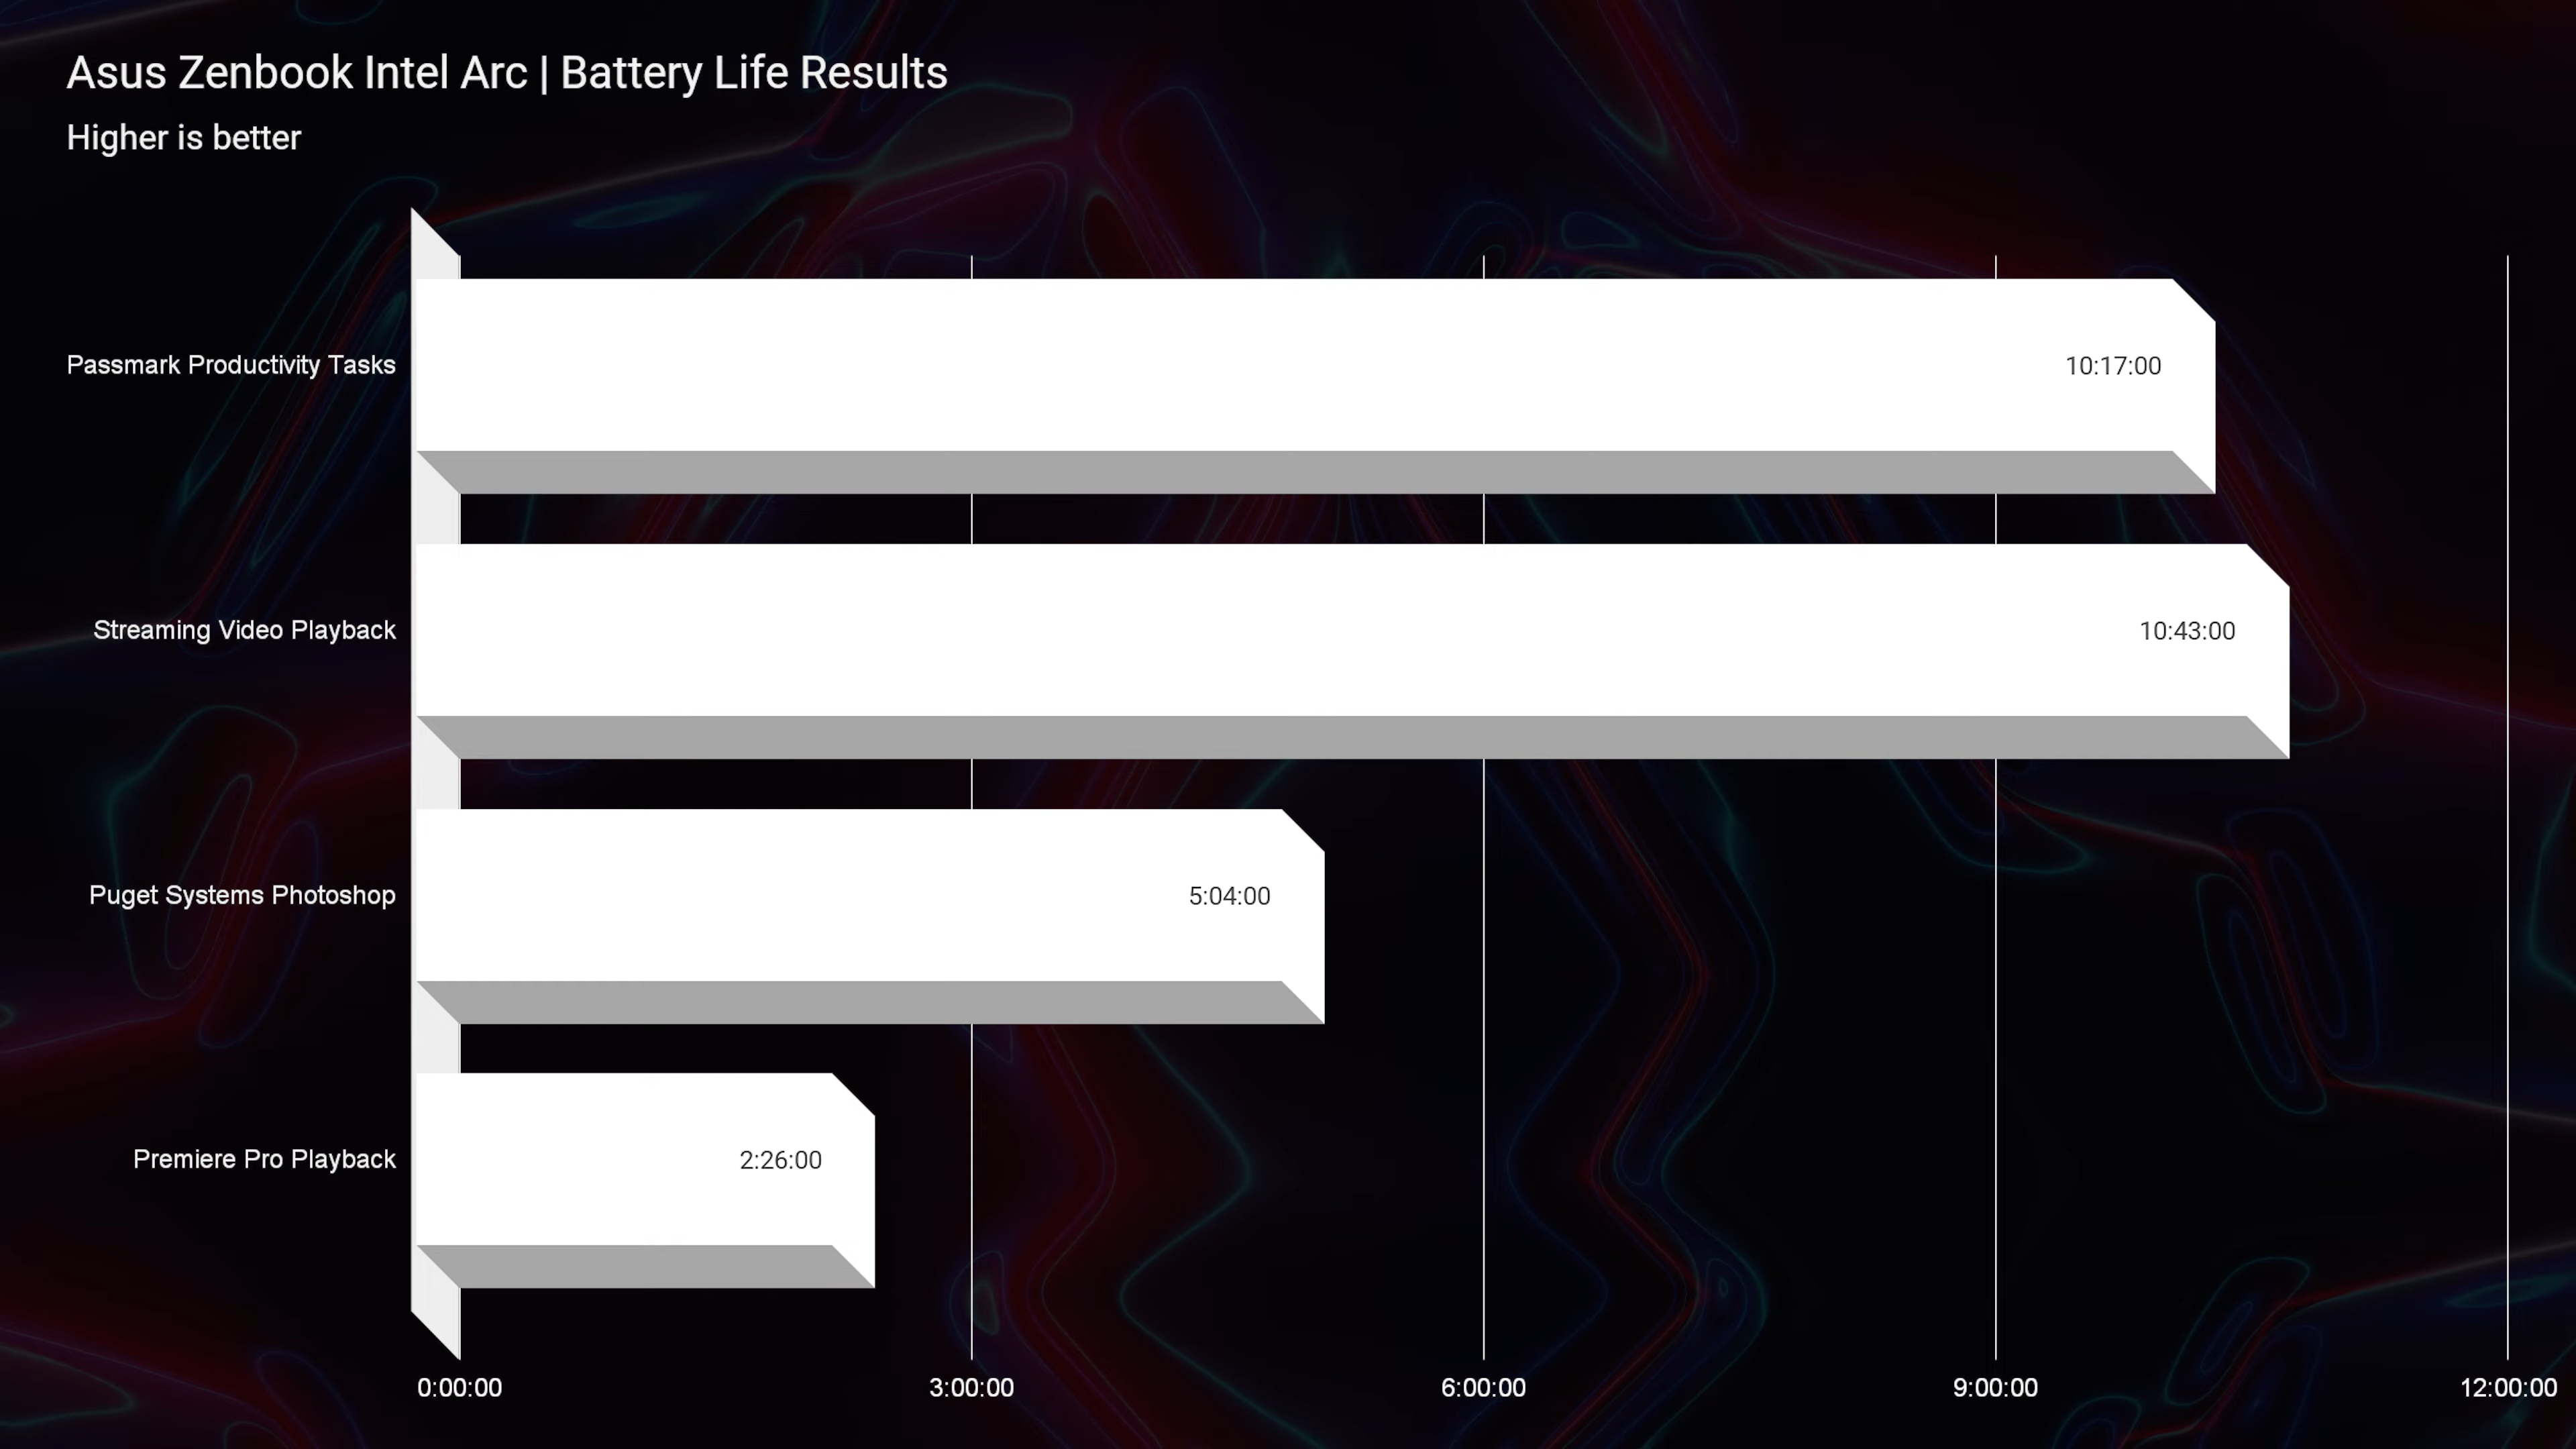 Asus Zenbook Intel Arc | Battery Life Results
Higher is better
Passmark Productivity Tasks
10:17:00
Streaming Video Playback
10:43:00
Puget Systems Photoshop
5:04:00
Premiere Pro Playback
2:26:00
0:00:00 3:00:00 6:00:00 9:00:00 12:00:00